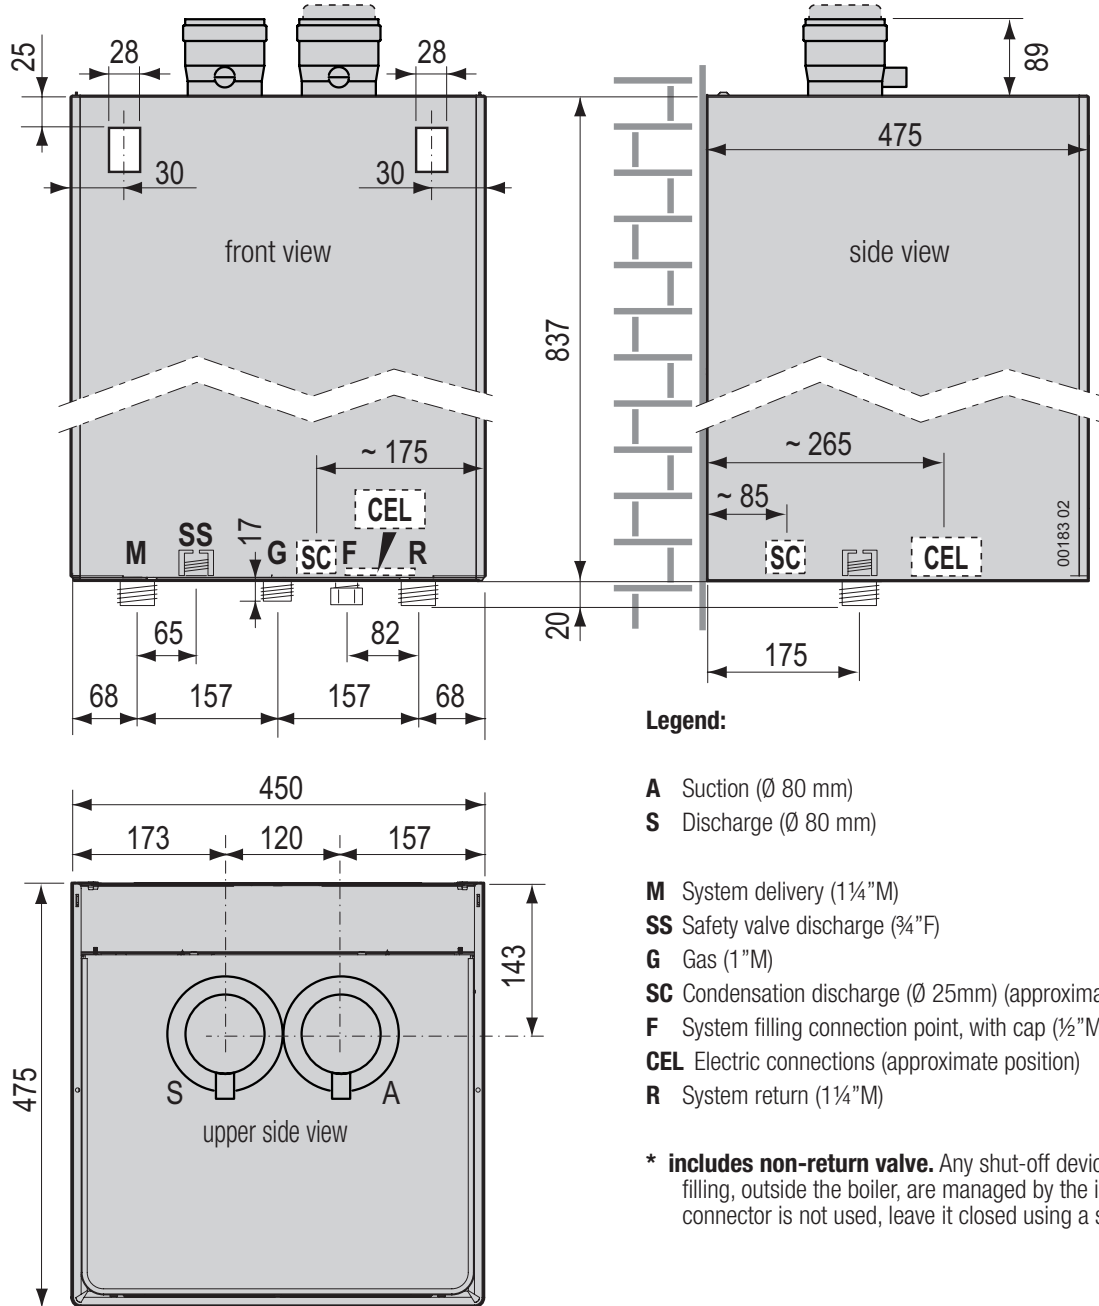 28
28
25
89
30
30
475
front view
side view
837
~ 175
~ 265
~ 85
CEL
17
M
SS
G
SC
F
R
SC
CEL
00183 02
65
82
20
175
68
157
157
68
Legend:
450
A Suction (Ø 80 mm)
173
120
157
S Discharge (Ø 80 mm)
M System delivery (1¼”M)
SS Safety valve discharge (¾”F)
143
G Gas (1”M)
SC Condensation discharge (Ø 25mm)
F System filling connection point, with cap (½”M
CEL Electric connections (approximate position)
475
S
A
R System return (1¼”M)
upper side view
* includes non-return valve. Any shut-off
filling, outside the boiler, are managed by the
connector is not used, leave it closed using a